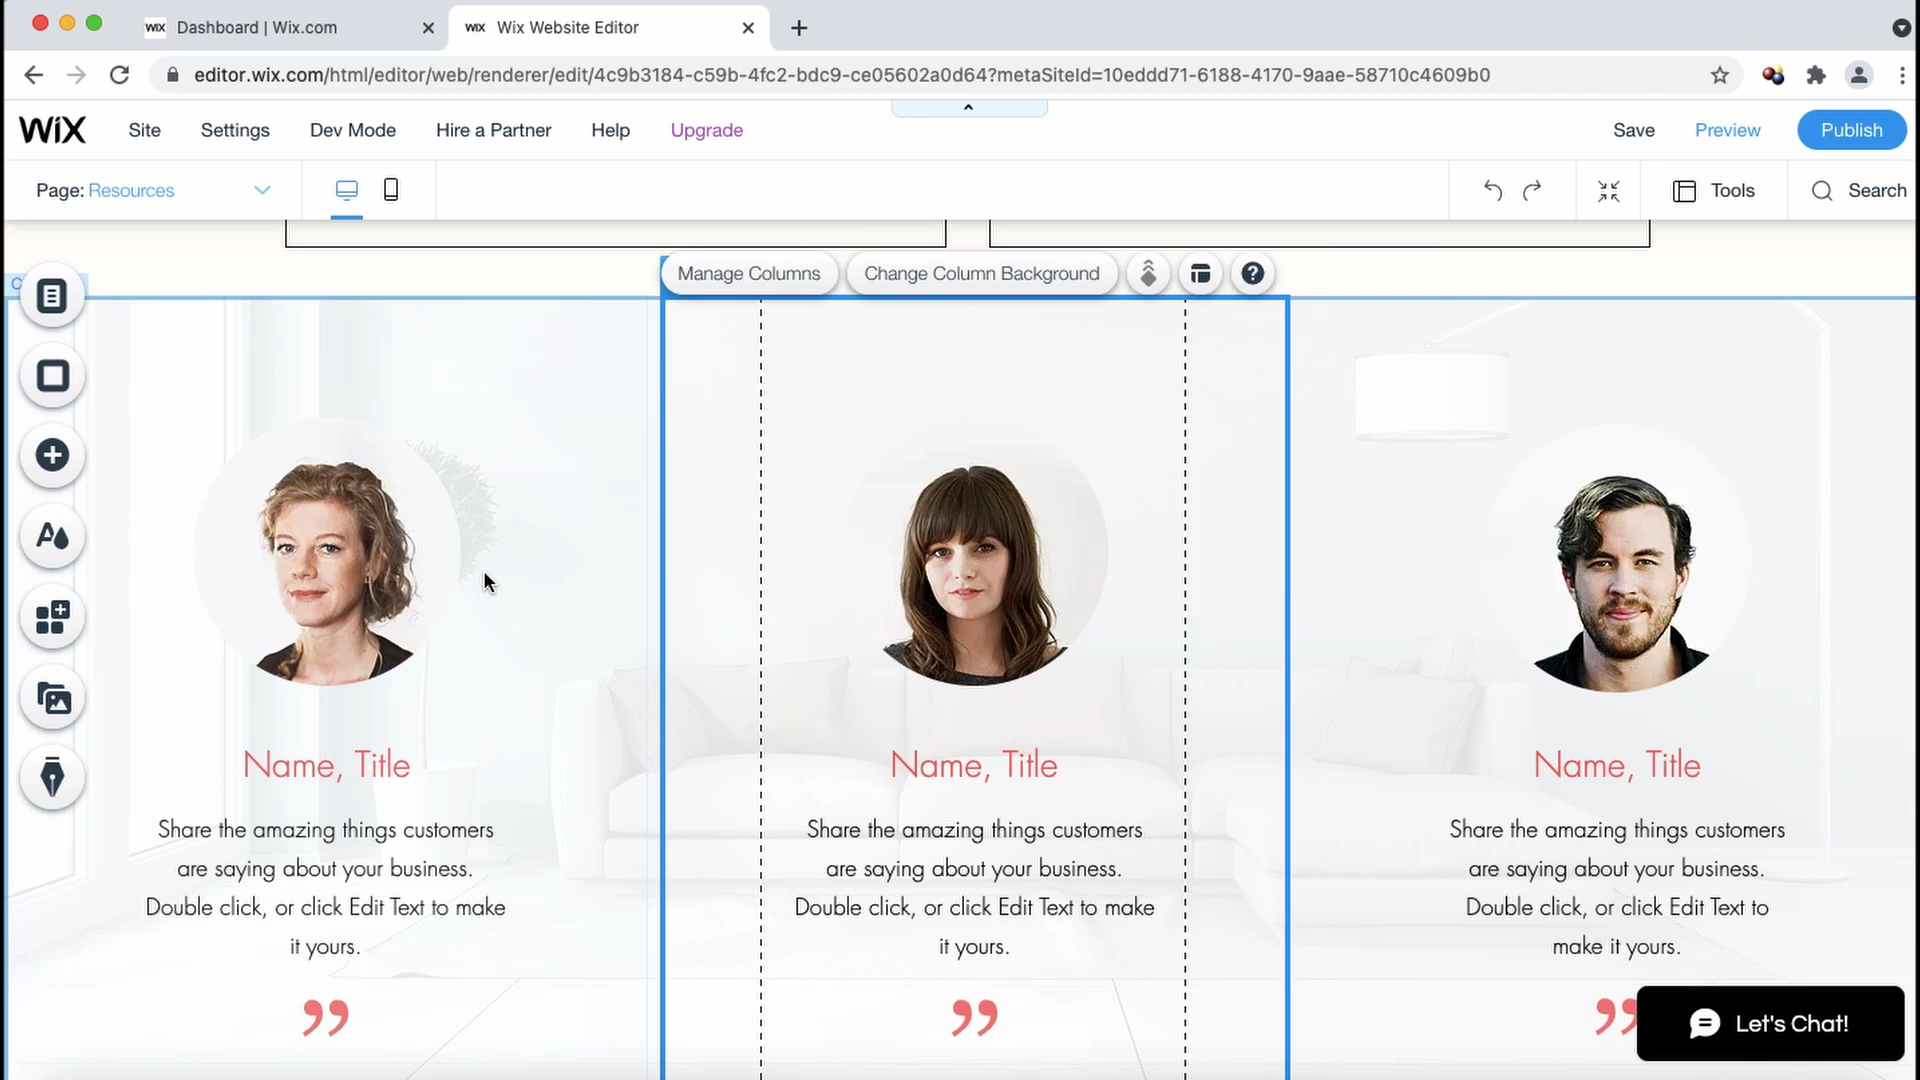 WIX Dashboard | Wix.com
WIX Wix Website Editor
editor.wix.com/html/editor/web/renderer/edit/4c9b3184-c59b-4fc2-bdc9-ce05602a0d64?metaSiteId=10eddd71-6188-4170-9aae-58710c4609b0
WiX Site Settings Dev Mode Hire a Partner Help Upgrade Save Preview Publish
Page: Resources Tools Search
Manage Columns Change Column Background ?
C
A
Name, Title
Share the amazing things customers
are saying about your business.
Double click, or click Edit Text to make
it yours.
”
Name, Title
Share the amazing things customers
are saying about your business.
Double click, or click Edit Text to make
it yours.
”
Name, Title
Share the amazing things customers
are saying about your business.
Double click, or click Edit Text to
make it yours.
”
Let's Chat!